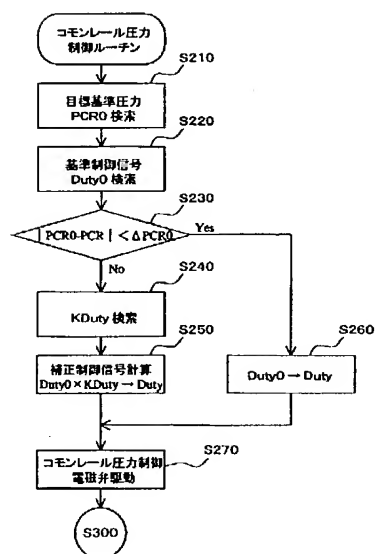 コモンレール圧力
制御ルーチン
S210
目標基準圧力
PCR0 検索
S220
基準制御信号
Duty0 検索
S230
| PCR0-PCR | < ΔPCR0
Yes
No
S240
KDuty 検索
S250
補正制御信号計算
Duty0 × KDuty → Duty
S260
Duty0 → Duty
S270
コモンレール圧力制御
電磁弁駆動
S300